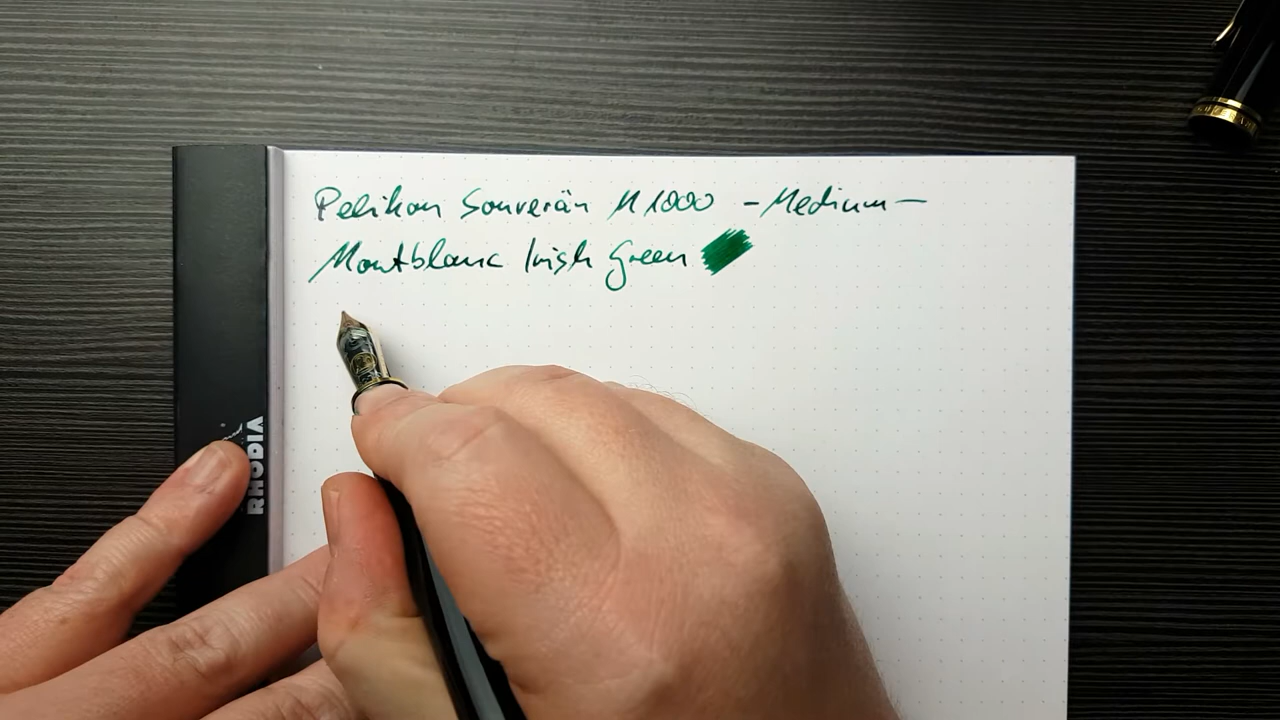 Pelikan Souverän M1000 - Medium -
Montblanc Irish Green
RHODIA